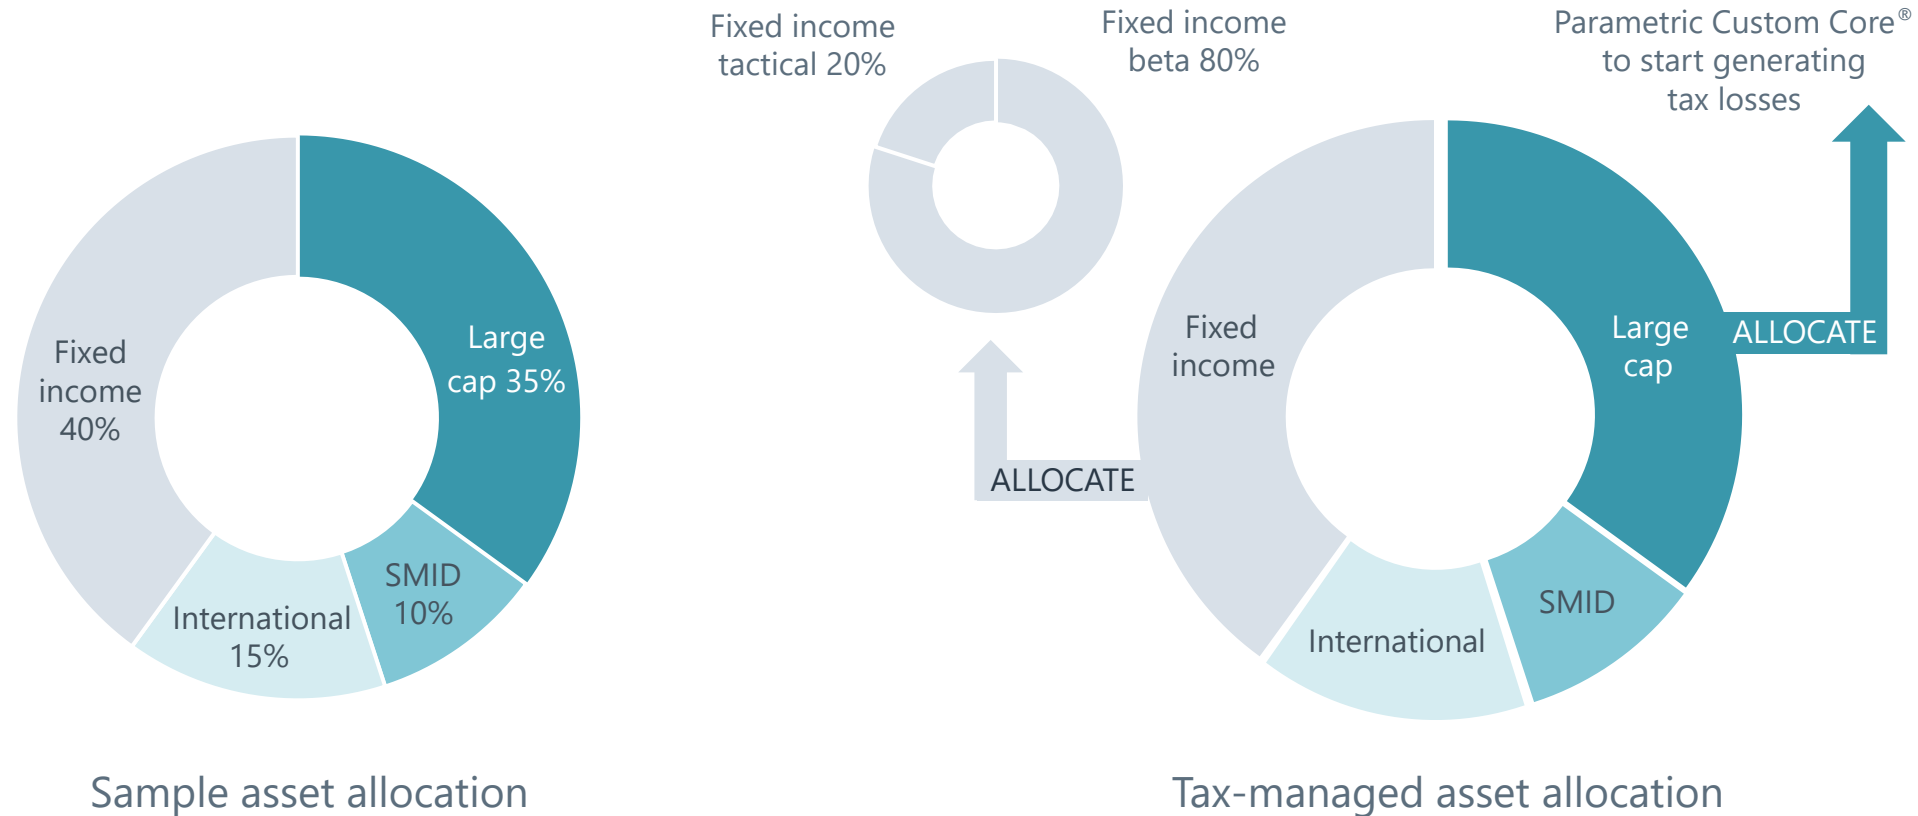 Fixed income
tactical 20%
Fixed income
beta 80%
Parametric Custom Core®
to start generating
tax losses
Fixed
income
40%
Large
cap 35%
SMID
10%
International
15%
Fixed
income
Large
cap
ALLOCATE
ALLOCATE
SMID
International
Sample asset allocation
Tax-managed asset allocation